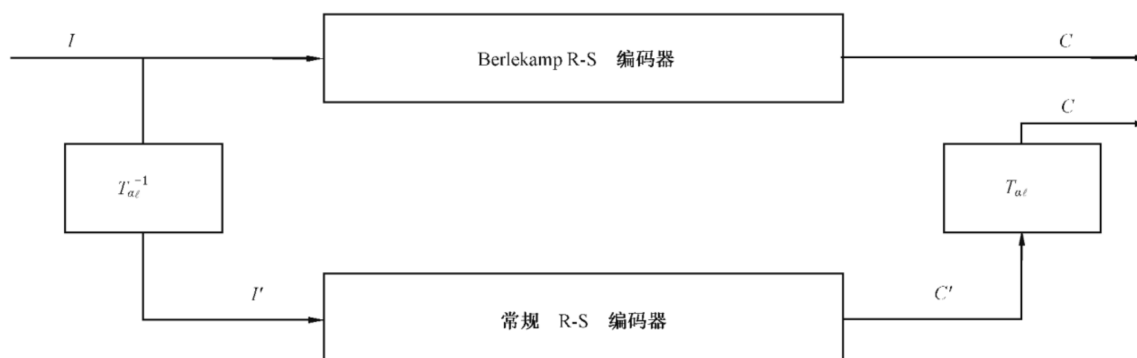 I
Berlekamp R-S 编码器
C
C
T_{αℓ}^{-1}
T_{αℓ}
I′
常规 R-S 编码器
C′